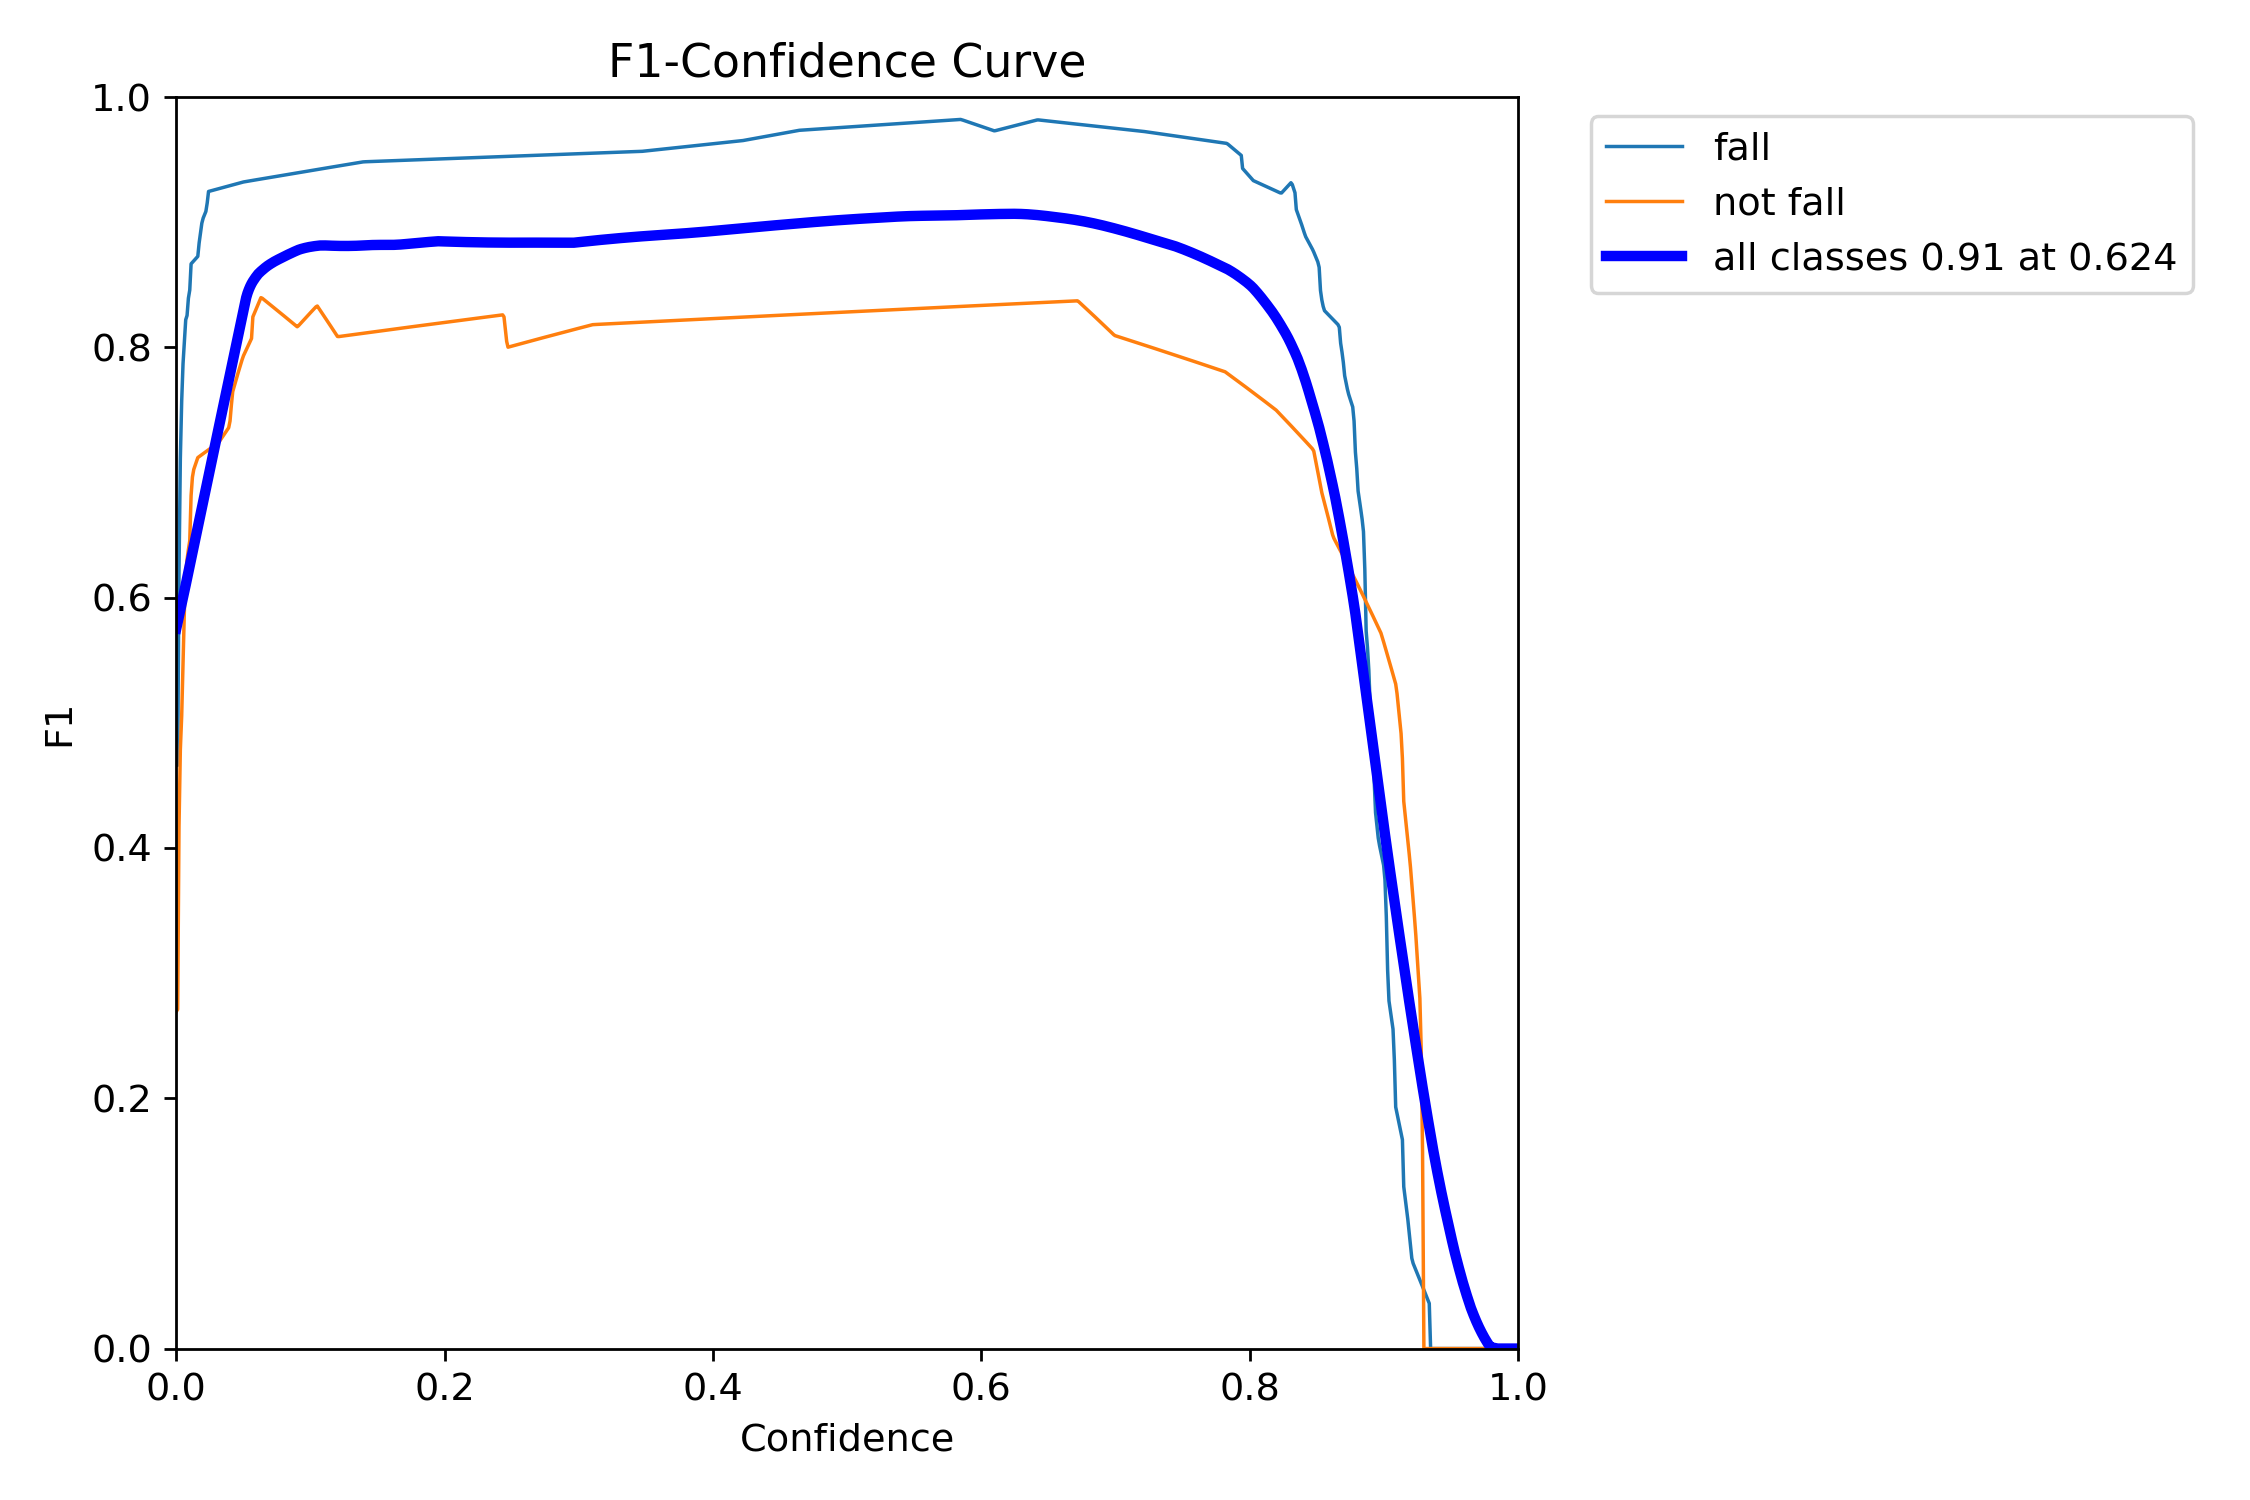 F1-Confidence Curve
1.0
0.8
0.6
0.4
0.2
0.0
F1
0.0 0.2 0.4 0.6 0.8 1.0
Confidence
fall
not fall
all classes 0.91 at 0.624